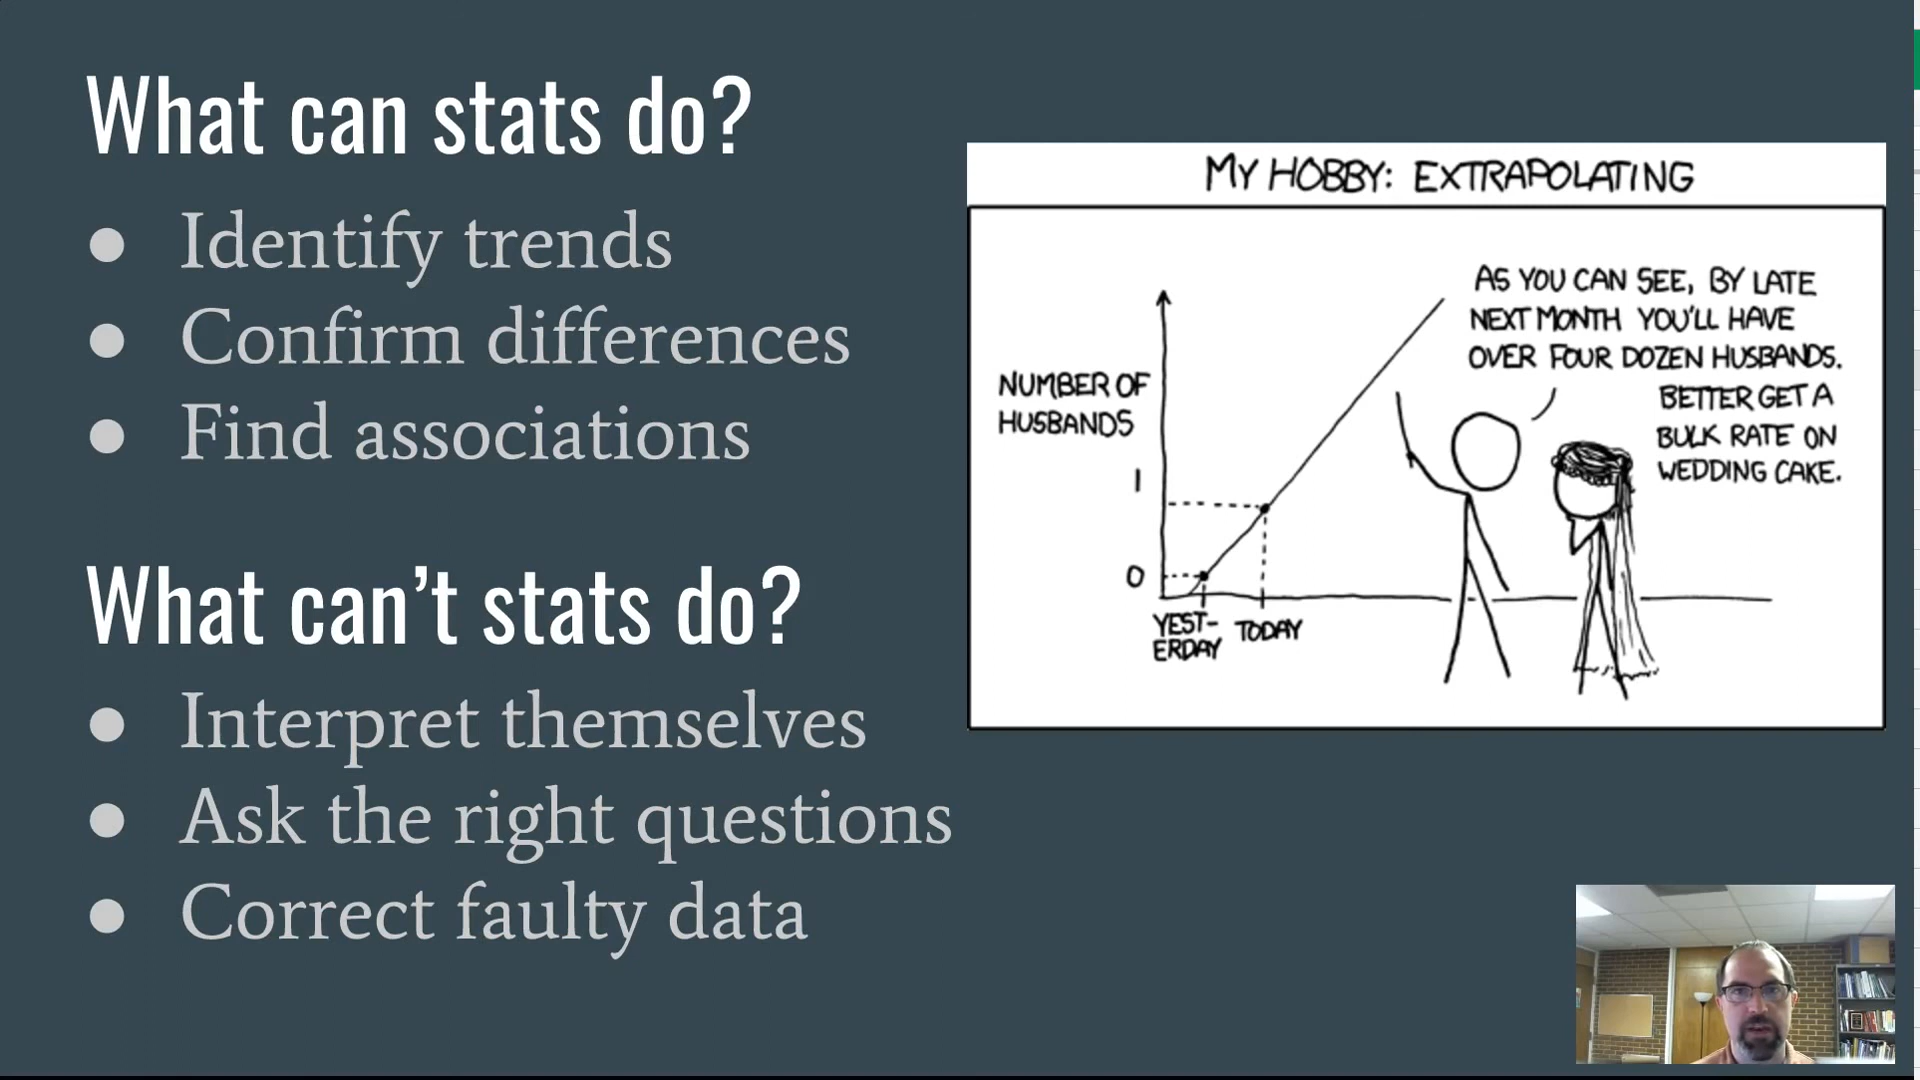 What can stats do?
● Identify trends
● Confirm differences
● Find associations
What can't stats do?
● Interpret themselves
● Ask the right questions
● Correct faulty data
MY HOBBY: EXTRAPOLATING
AS YOU CAN SEE, BY LATE
NEXT MONTH YOU'LL HAVE
OVER FOUR DOZEN HUSBANDS.
BETTER GET A
BULK RATE ON
WEDDING CAKE.
NUMBER OF
HUSBANDS
1
0
YEST-
ERDAY
TODAY